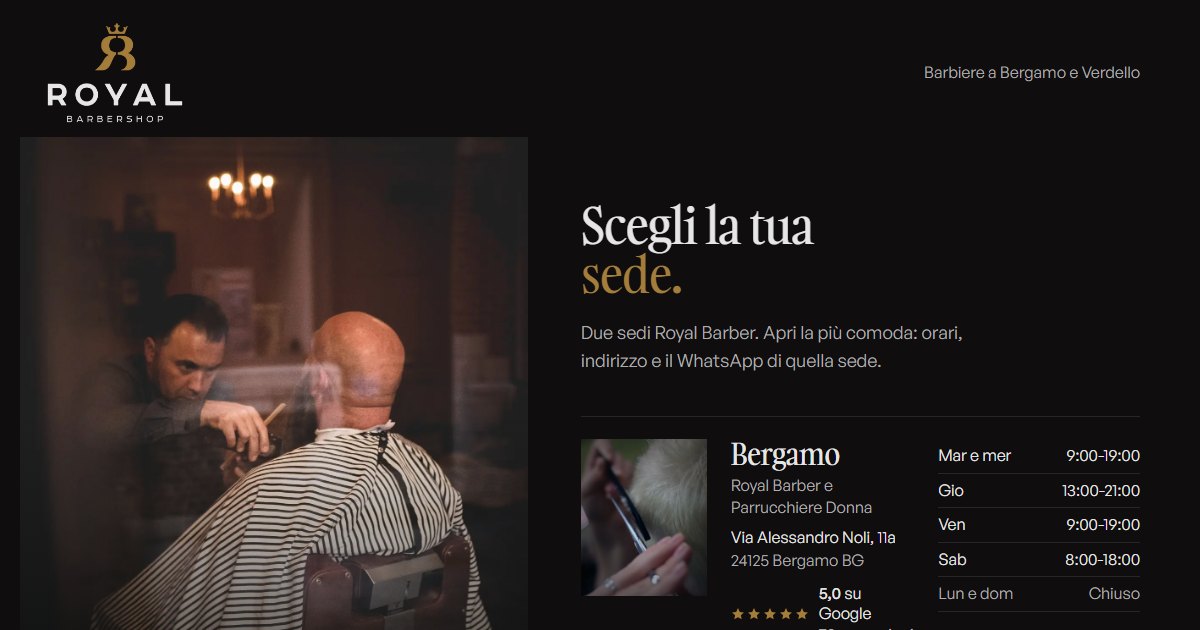 ROYAL
BARBERSHOP
Barbiere a Bergamo e Verdello
Scegli la tua
sede.
Due sedi Royal Barber. Apri la più comoda: orari,
indirizzo e il WhatsApp di quella sede.
Bergamo
Royal Barber e
Parrucchiere Donna
Via Alessandro Noli, 11a
24125 Bergamo BG
5,0 su
Google
Mar e mer 9:00–19:00
Gio 13:00–21:00
Ven 9:00–19:00
Sab 8:00–18:00
Lun e dom Chiuso